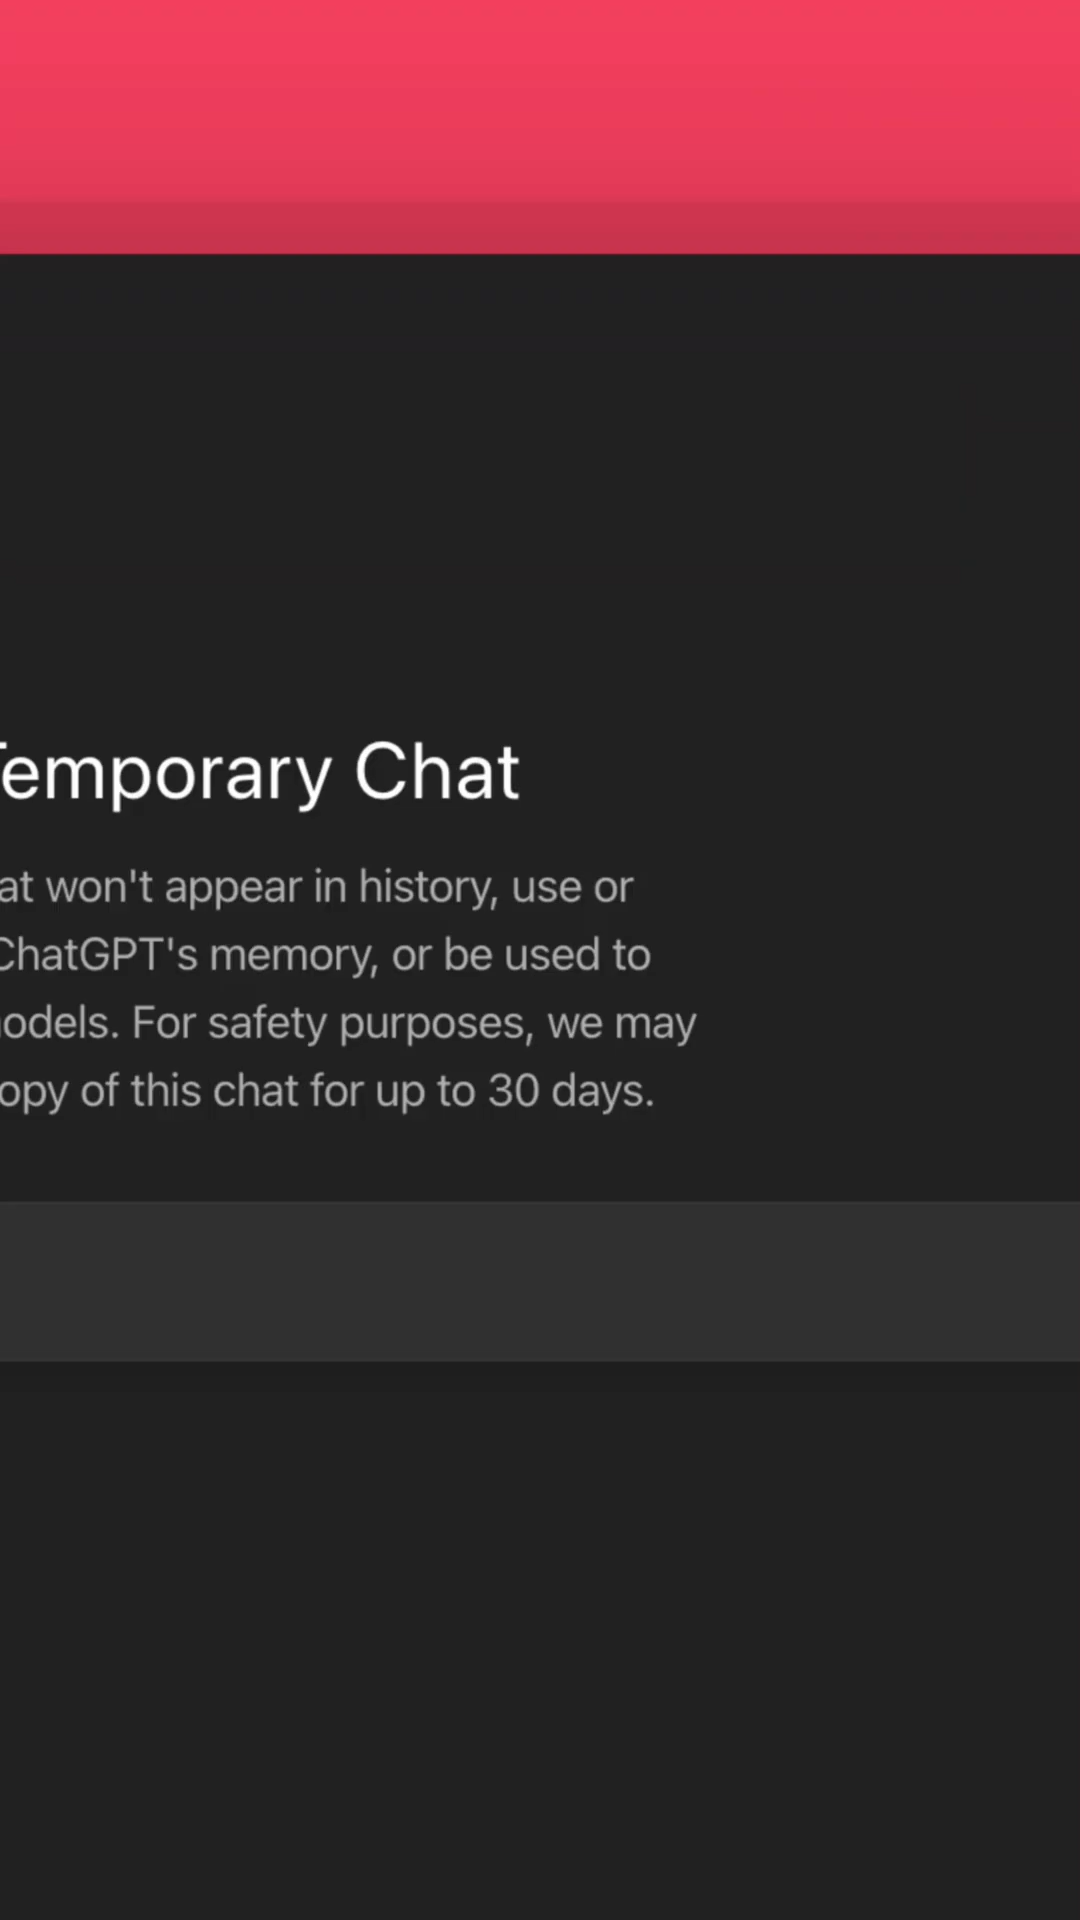 Temporary Chat
at won't appear in history, use or
ChatGPT's memory, or be used to
odels. For safety purposes, we may
opy of this chat for up to 30 days.